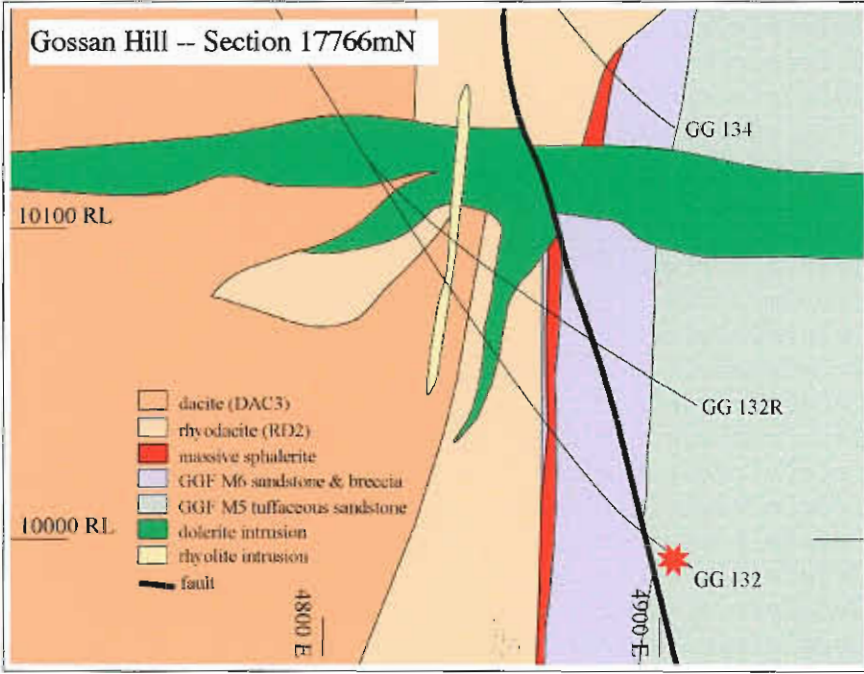 Gossan Hill -- Section 17766mN
GG 134
10100 RL
dacite (DAC3)
rhyodacite (RD2)
massive sphalerite
GGF M6 sandstone & breccia
GGF M5 tuffaceous sandstone
dolerite intrusion
rhyolite intrusion
fault
GG 132R
10000 RL
GG 132
4800 E
4900 E